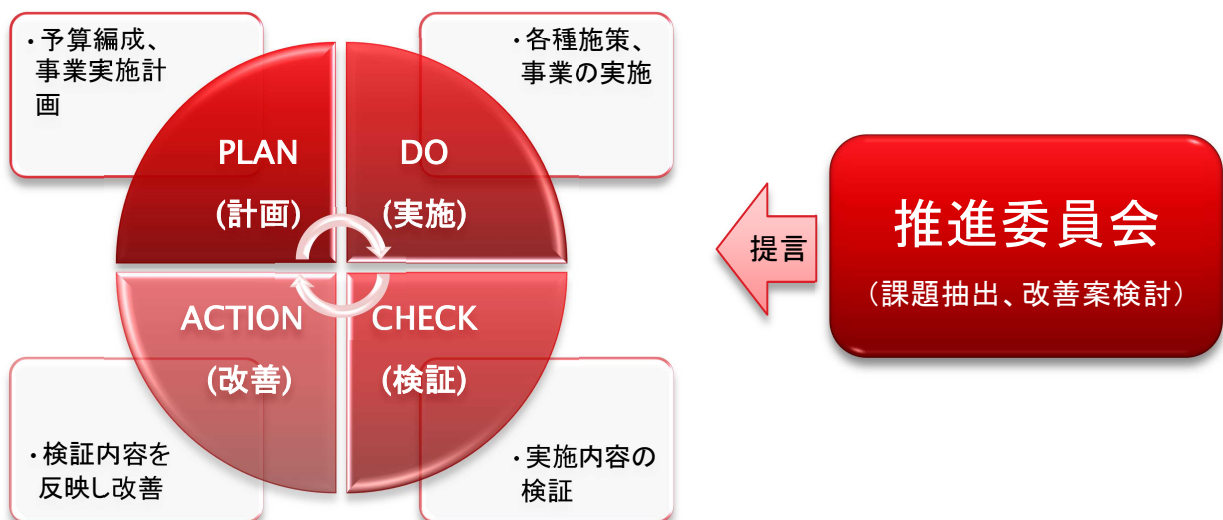 ・予算編成、
事業実施計
画
・各種施策、
事業の実施
PLAN
(計画)
DO
(実施)
ACTION
(改善)
CHECK
(検証)
・検証内容を
反映し改善
・実施内容の
検証
提言
推進委員会
（課題抽出、改善案検討）